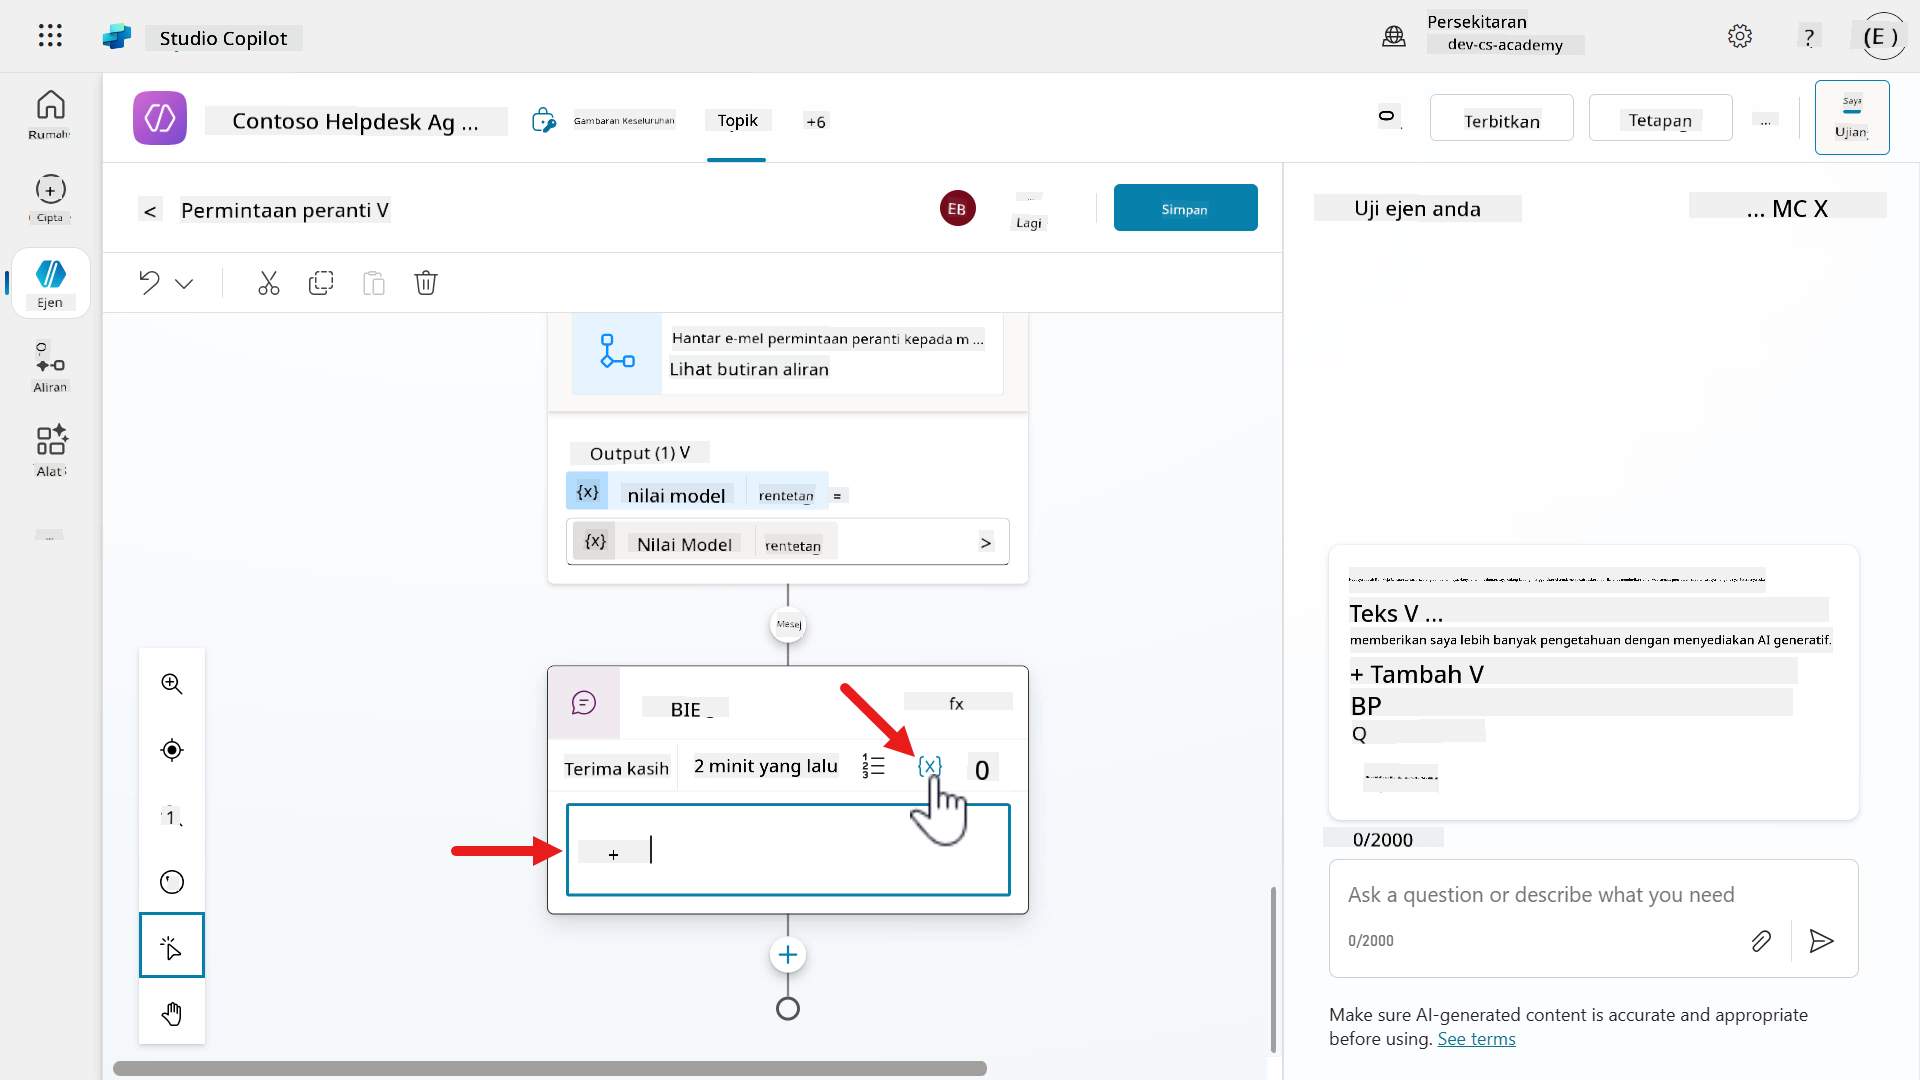 Studio Copilot
Persekitaran
dev-cs-academy
?
(E )
Rumah
Cipta
Ejen
Aliran
Alat
Contoso Helpdesk Ag ...
Gambaran Keseluruhan
Topik
+6
Terbitkan
Tetapan
...
Saya
Ujian
<
Permintaan peranti V
EB
Lagi
Simpan
Hantar e-mel permintaan peranti kepada m ...
Lihat butiran aliran
Output (1) V
{x} nilai model rentetan =
{x} Nilai Model rentetan >
Mesej
BIE
fx
Terima kasih
2 minit yang lalu
{x}
0
+
1
Uji ejen anda
... MC X
Teks V ...
memberikan saya lebih banyak pengetahuan dengan menyediakan AI generatif.
+ Tambah V
BP
Q
0/2000
Ask a question or describe what you need
0/2000
Make sure AI-generated content is accurate and appropriate
before using. See terms